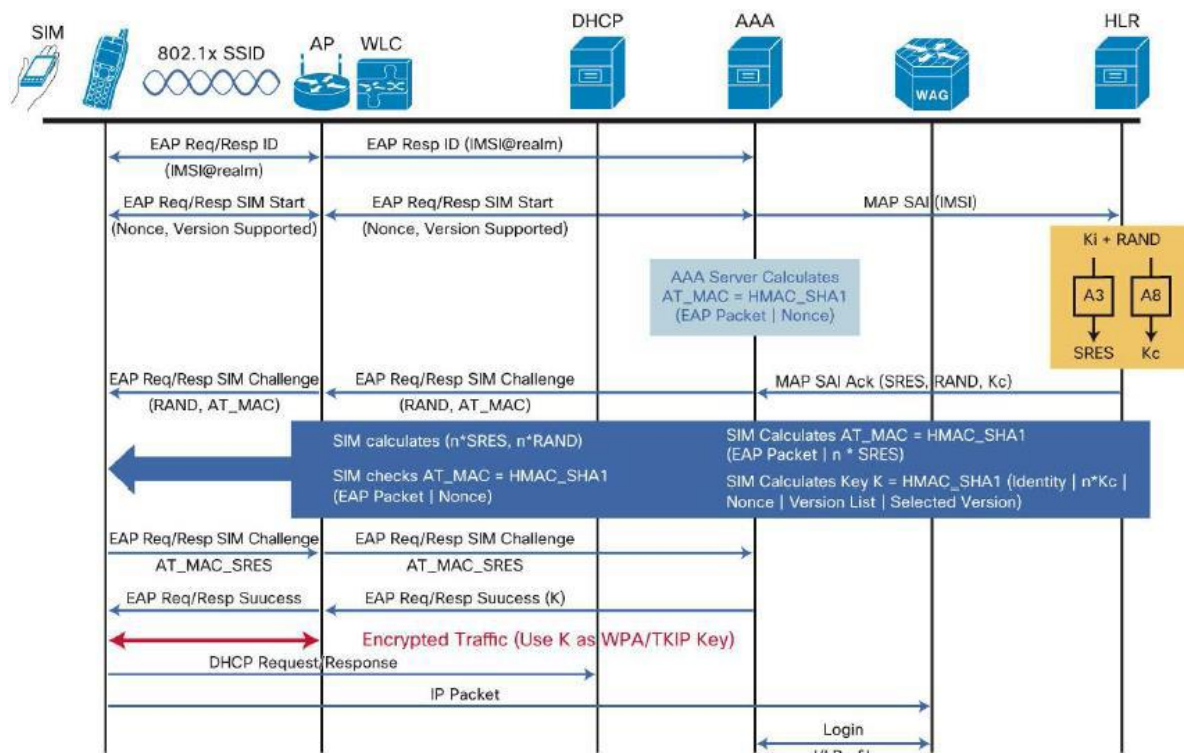 SIM
802.1x SSID
AP
WLC
DHCP
AAA
WAG
HLR
EAP Req/Resp ID
(IMSI@realm)
EAP Resp ID (IMSI@realm)
EAP Req/Resp SIM Start
(Nonce, Version Supported)
EAP Req/Resp SIM Start
(Nonce, Version Supported)
MAP SAI (IMSI)
Ki + RAND
A3
A8
SRES
Kc
AAA Server Calculates
AT_MAC = HMAC_SHA1
(EAP Packet | Nonce)
EAP Req/Resp SIM Challenge
(RAND, AT_MAC)
EAP Req/Resp SIM Challenge
(RAND, AT_MAC)
MAP SAI Ack (SRES, RAND, Kc)
SIM calculates (n*SRES, n*RAND)
SIM checks AT_MAC = HMAC_SHA1
(EAP Packet | Nonce)
SIM Calculates AT_MAC = HMAC_SHA1
(EAP Packet | n * SRES)
SIM Calculates Key K = HMAC_SHA1 (Identity | n*Kc |
Nonce | Version List | Selected Version)
EAP Req/Resp SIM Challenge
AT_MAC_SRES
EAP Req/Resp SIM Challenge
AT_MAC_SRES
EAP Req/Resp Suucess
EAP Req/Resp Suucess (K)
Encrypted Traffic (Use K as WPA/TKIP Key)
DHCP Request/Response
IP Packet
Login